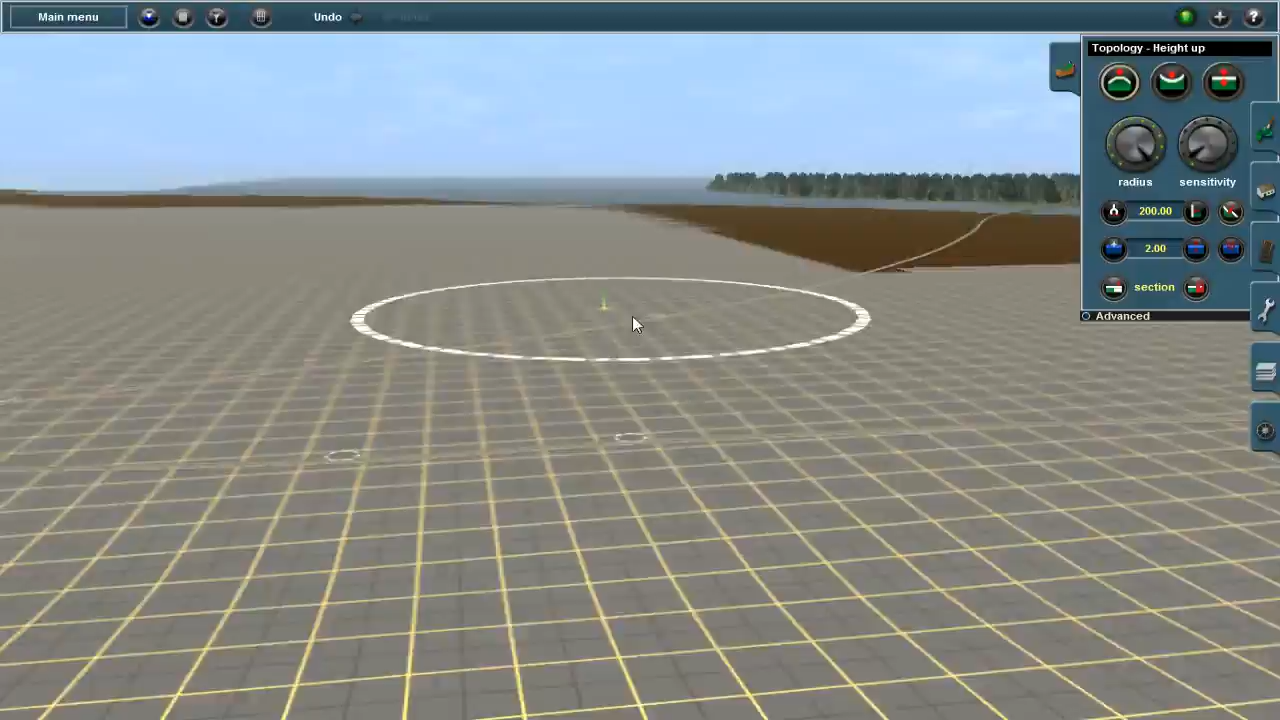 Main menu
Undo
Topology - Height up
radius sensitivity
200.00
2.00
section
Advanced